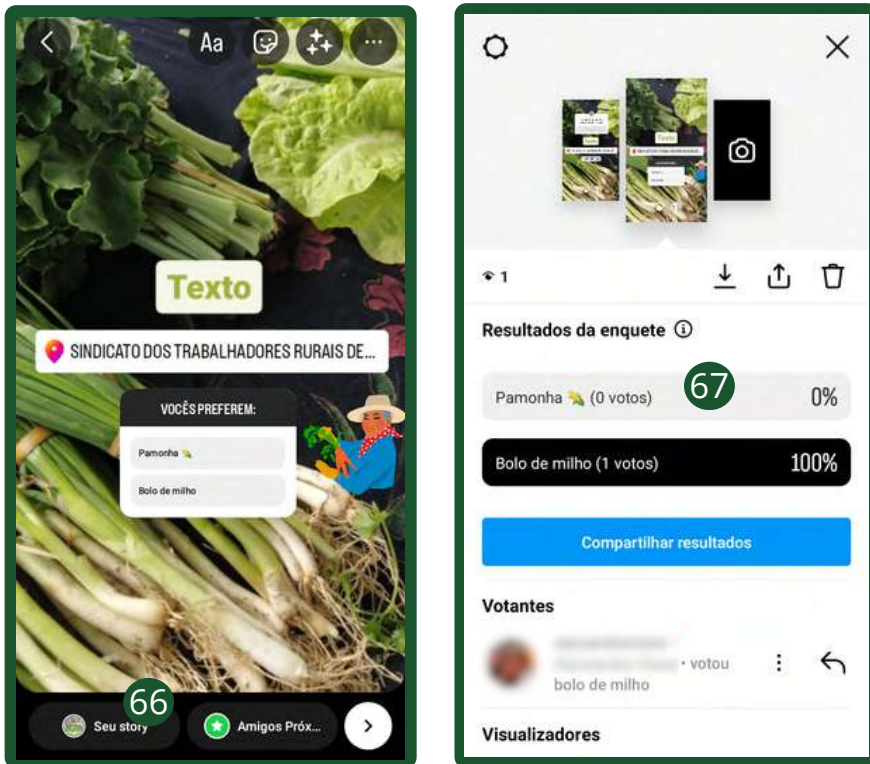 Aa
Texto
SINDICATO DOS TRABALHADORES RURAIS DE...
VOCÊS PREFEREM:
Pamonha 🌽
Bolo de milho
66
Seu story
Amigos Próx...
1
Resultados da enquete
67
Pamonha 🌽 (0 votos) 0%
Bolo de milho (1 votos) 100%
Compartilhar resultados
Votantes
· votou
bolo de milho
Visualizadores